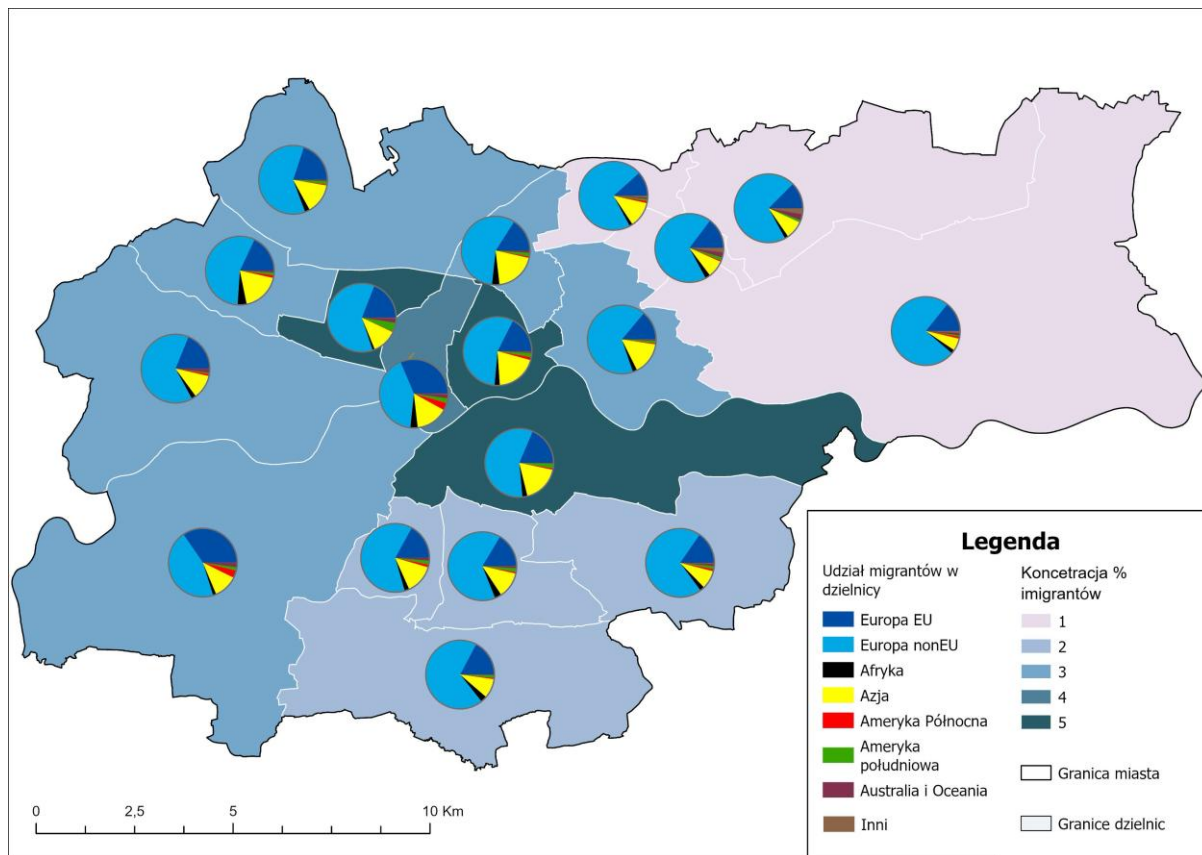 Legenda
Udział migrantów w
dzielnicy
Europa EU
Europa nonEU
Afryka
Azja
Ameryka Północna
Ameryka
południowa
Australia i Oceania
Inni
Koncetracja %
imigrantów
1
2
3
4
5
Granica miasta
Granice dzielnic
0 2,5 5 10 Km